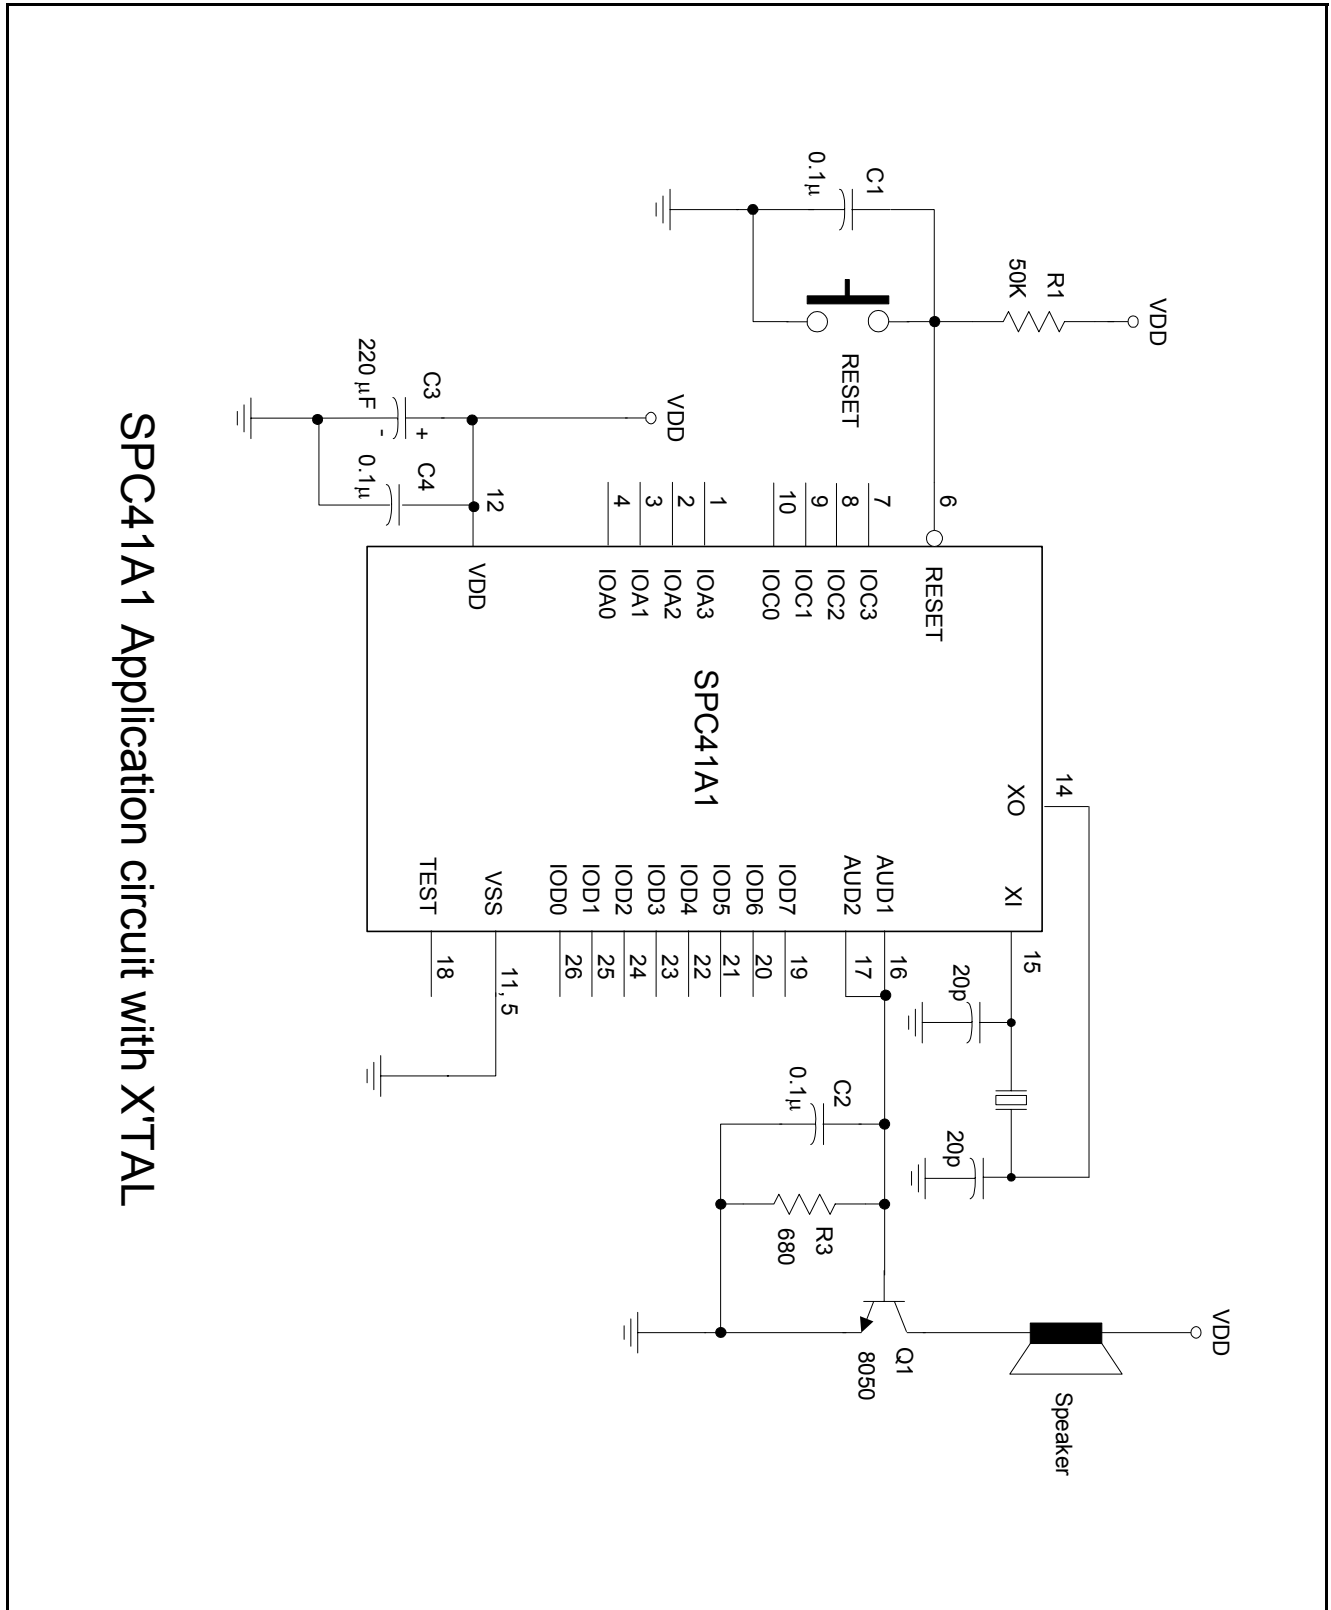 VDD
R1
50K
C1
0.1μ
RESET
6
RESET
7
IOC3
8
IOC2
9
IOC1
10
IOC0
1
IOA3
2
IOA2
3
IOA1
4
IOA0
VDD
C3
220 μF
+
-
C4
0.1μ
12
VDD
SPC41A1
14
XO
XI
15
20p
20p
AUD1
16
AUD2
17
IOD7
19
IOD6
20
IOD5
21
IOD4
22
IOD3
23
IOD2
24
IOD1
25
IOD0
26
VSS
11, 5
TEST
18
C2
0.1μ
R3
680
Q1
8050
VDD
Speaker
SPC41A1 Application circuit with X'TAL